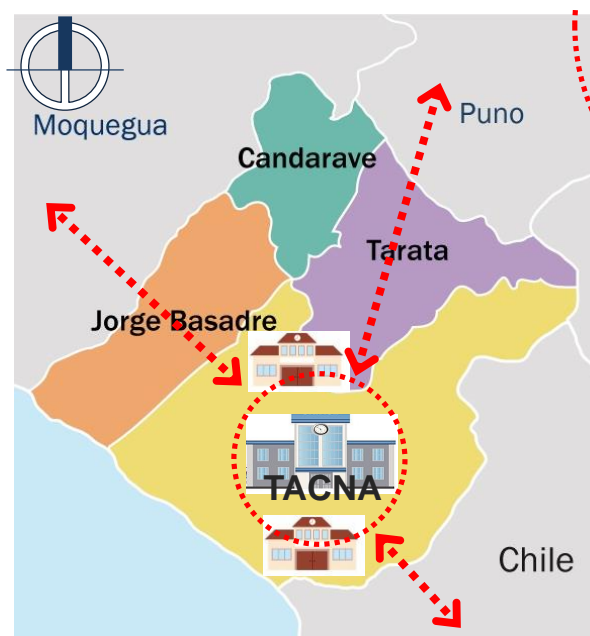 Moquegua
Puno
Candarave
Tarata
Jorge Basadre
TACNA
Chile